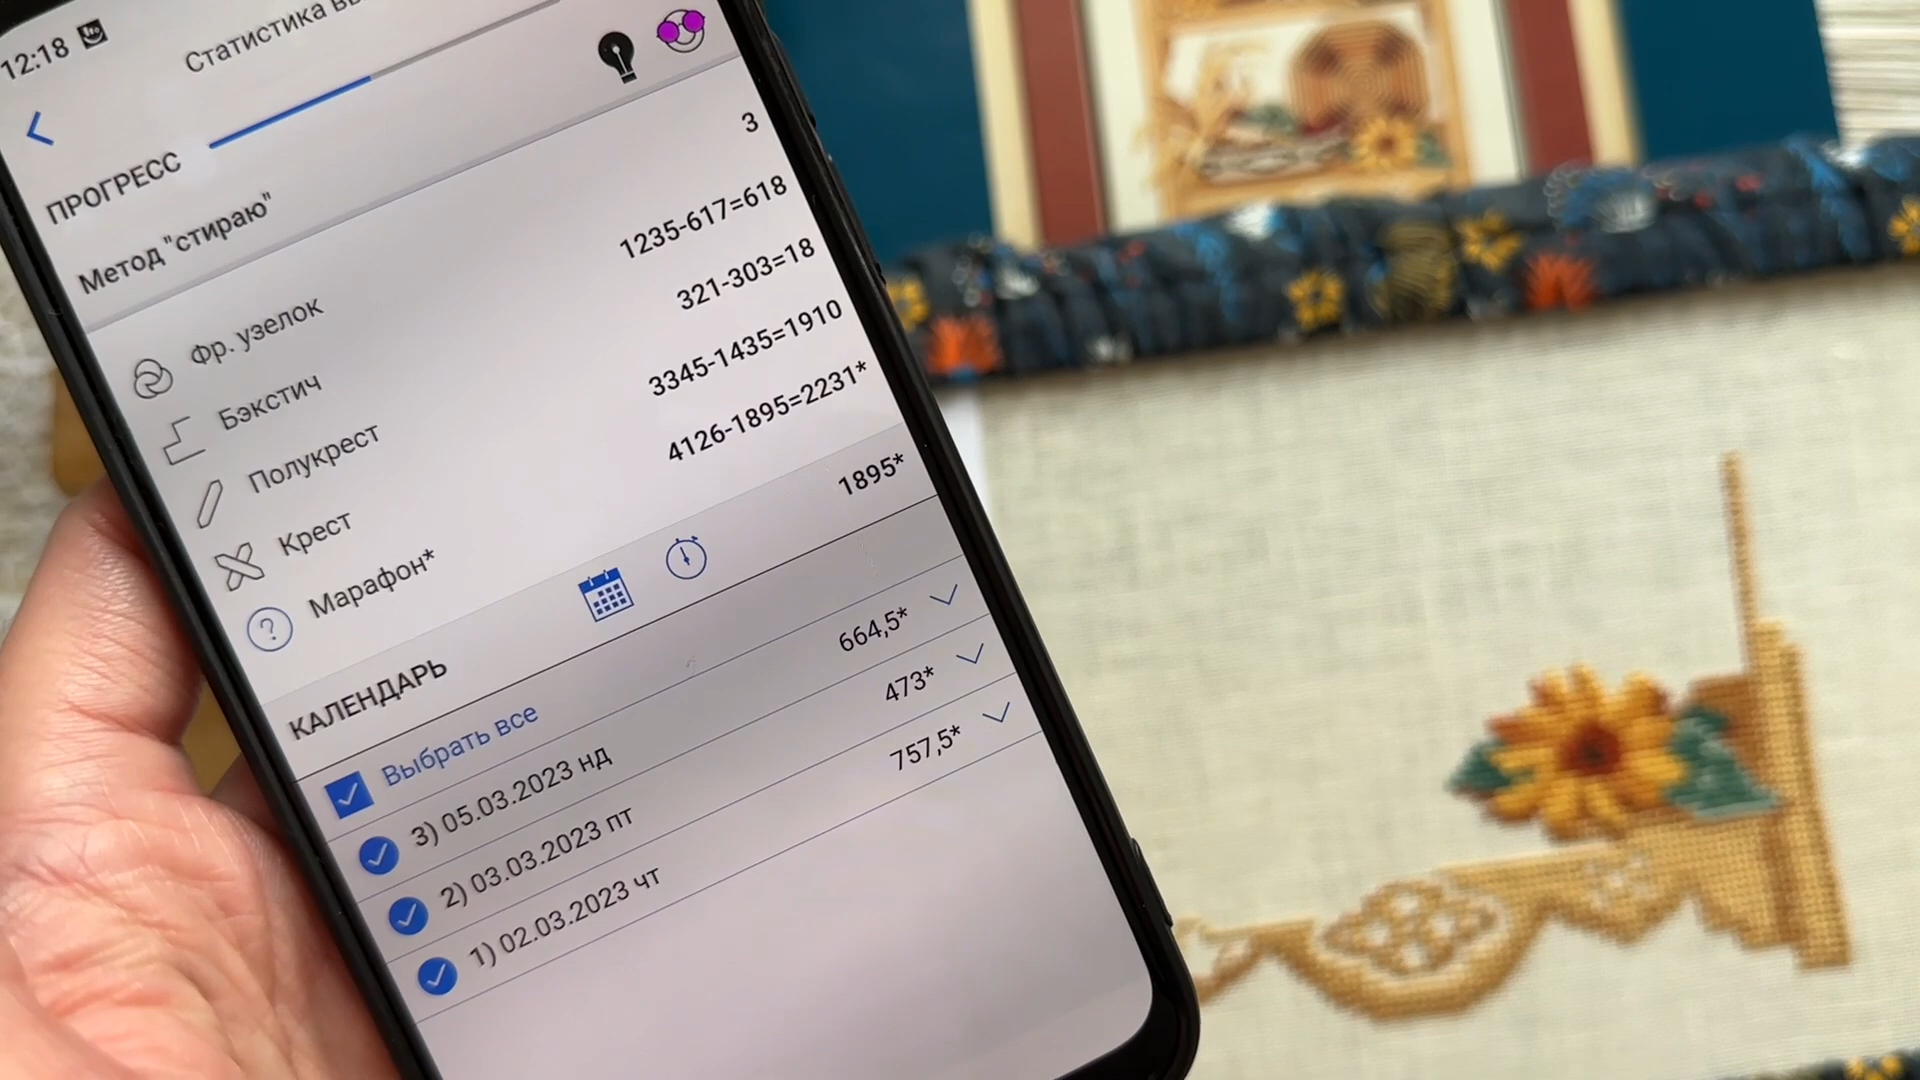 12:18
Статистика
ПРОГРЕСС
Метод "стираю"
Фр. узелок 3
Бэкстич 1235-617=618
Полукрест 321-303=18
Крест 3345-1435=1910
Марафон* 4126-1895=2231*
КАЛЕНДАРЬ 1895*
Выбрать все
3) 05.03.2023 нд 664,5*
2) 03.03.2023 пт 473*
1) 02.03.2023 чт 757,5*